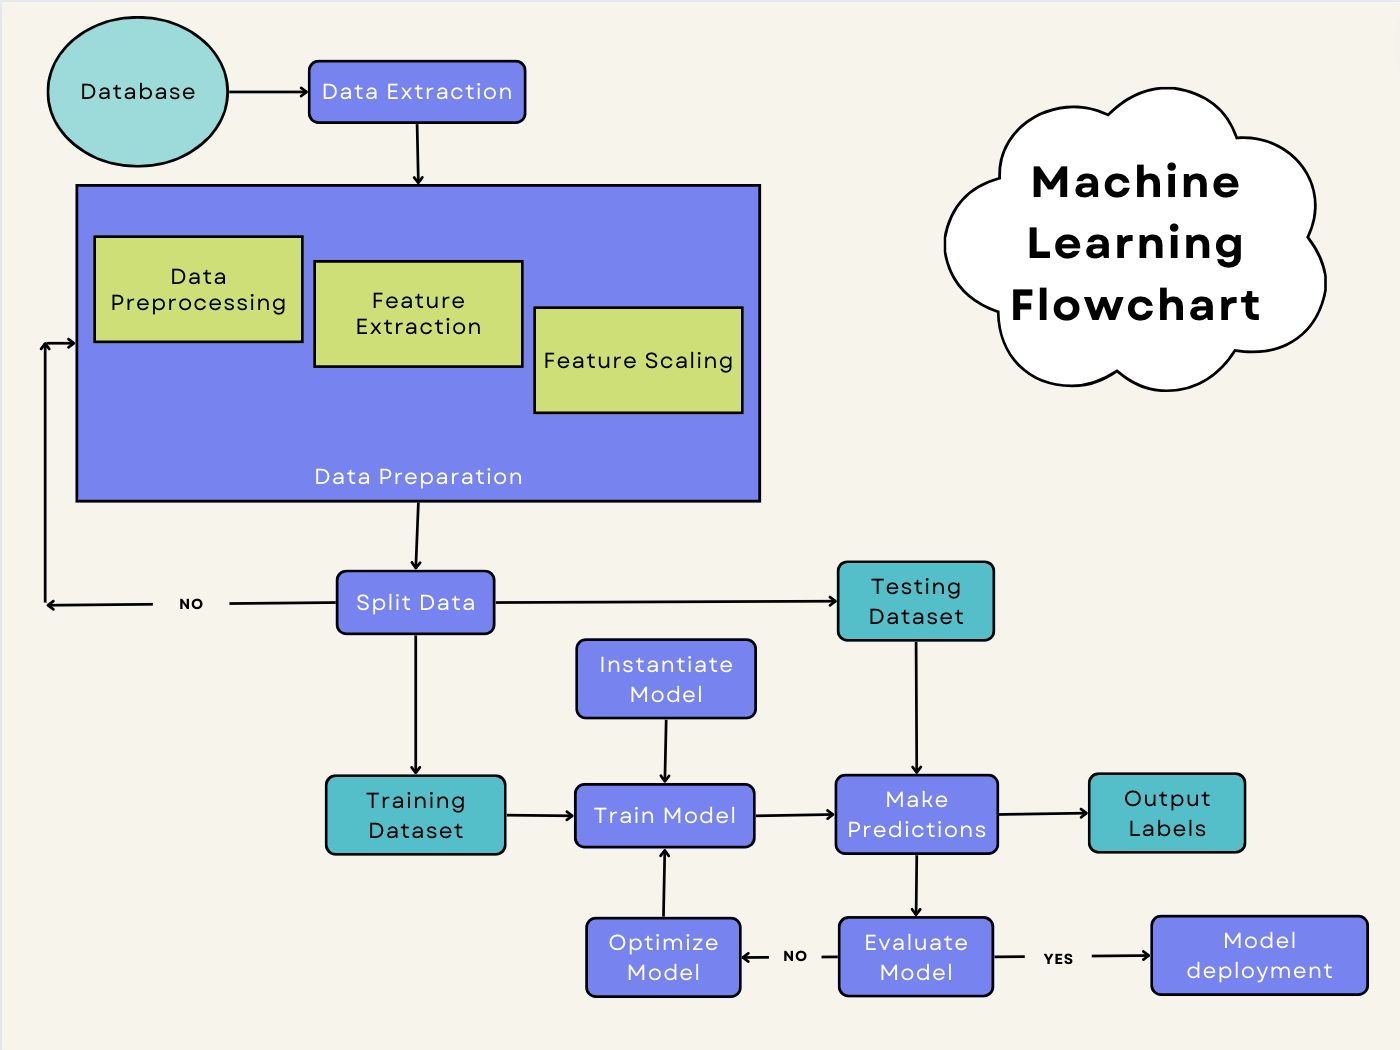 Database
Data Extraction
Machine
Learning
Flowchart
Data
Preprocessing
Feature
Extraction
Feature Scaling
Data Preparation
NO
Split Data
Testing
Dataset
Instantiate
Model
Training
Dataset
Train Model
Make
Predictions
Output
Labels
Optimize
Model
NO
Evaluate
Model
YES
Model
deployment